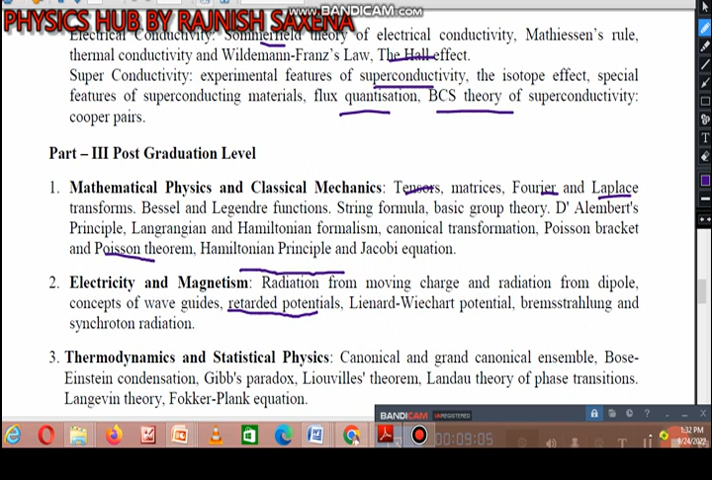 www.BANDICAM.com
PHYSICS HUB BY RAJNISH SAXENA
Electrical Conductivity: Sommerfield theory of electrical conductivity, Mathiessen's rule,
thermal conductivity and Wildemann-Franz's Law, The Hall effect.
Super Conductivity: experimental features of superconductivity, the isotope effect, special
features of superconducting materials, flux quantisation, BCS theory of superconductivity:
cooper pairs.
Part – III Post Graduation Level
1. Mathematical Physics and Classical Mechanics: Tensors, matrices, Fourier and Laplace
transforms. Bessel and Legendre functions. String formula, basic group theory. D' Alembert's
Principle, Langrangian and Hamiltonian formalism, canonical transformation, Poisson bracket
and Poisson theorem, Hamiltonian Principle and Jacobi equation.
2. Electricity and Magnetism: Radiation from moving charge and radiation from dipole,
concepts of wave guides, retarded potentials, Lienard-Wiechart potential, bremsstrahlung and
synchroton radiation.
3. Thermodynamics and Statistical Physics: Canonical and grand canonical ensemble, Bose-
Einstein condensation, Gibb's paradox, Liouvilles' theorem, Landau theory of phase transitions.
Langevin theory, Fokker-Plank equation.
BANDICAM UNREGISTERED
00:09:05
1:32 PM
9/24/2022